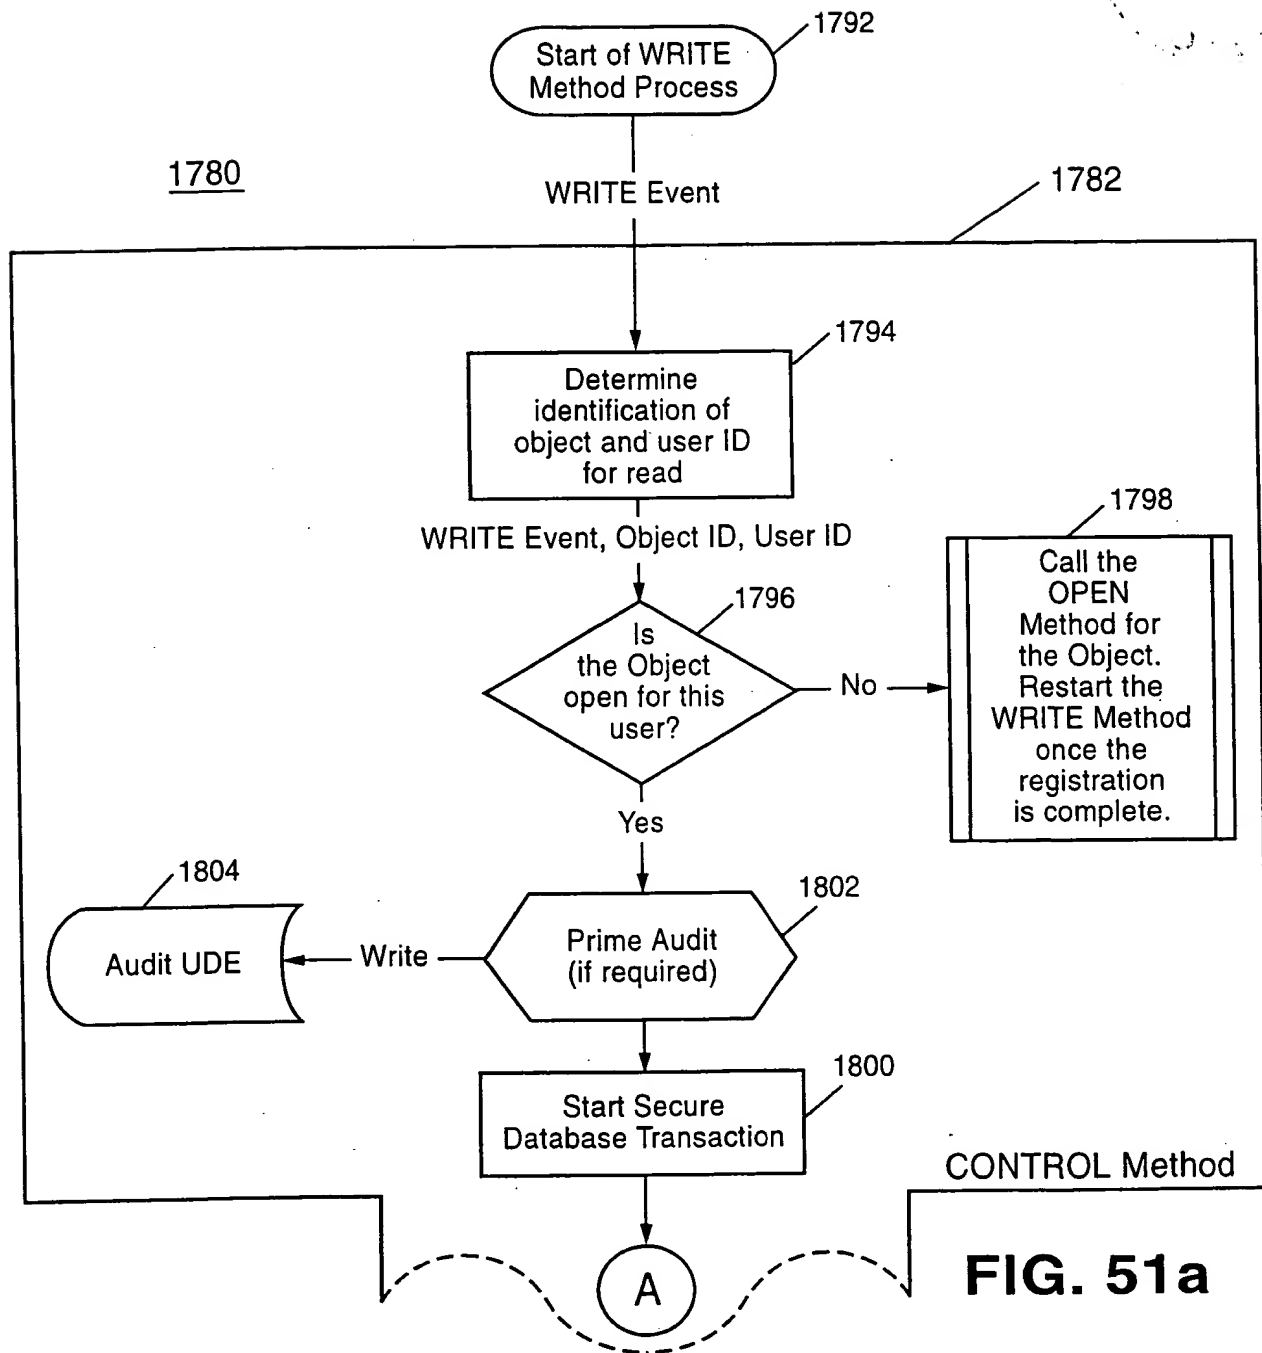 1792
Start of WRITE
Method Process
1780
WRITE Event
1782
1794
Determine
identification of
object and user ID
for read
WRITE Event, Object ID, User ID
1796
Is
the Object
open for this
user?
No
1798
Call the
OPEN
Method for
the Object.
Restart the
WRITE Method
once the
registration
is complete.
Yes
1804
Audit UDE
Write
1802
Prime Audit
(if required)
1800
Start Secure
Database Transaction
CONTROL Method
A
FIG. 51a